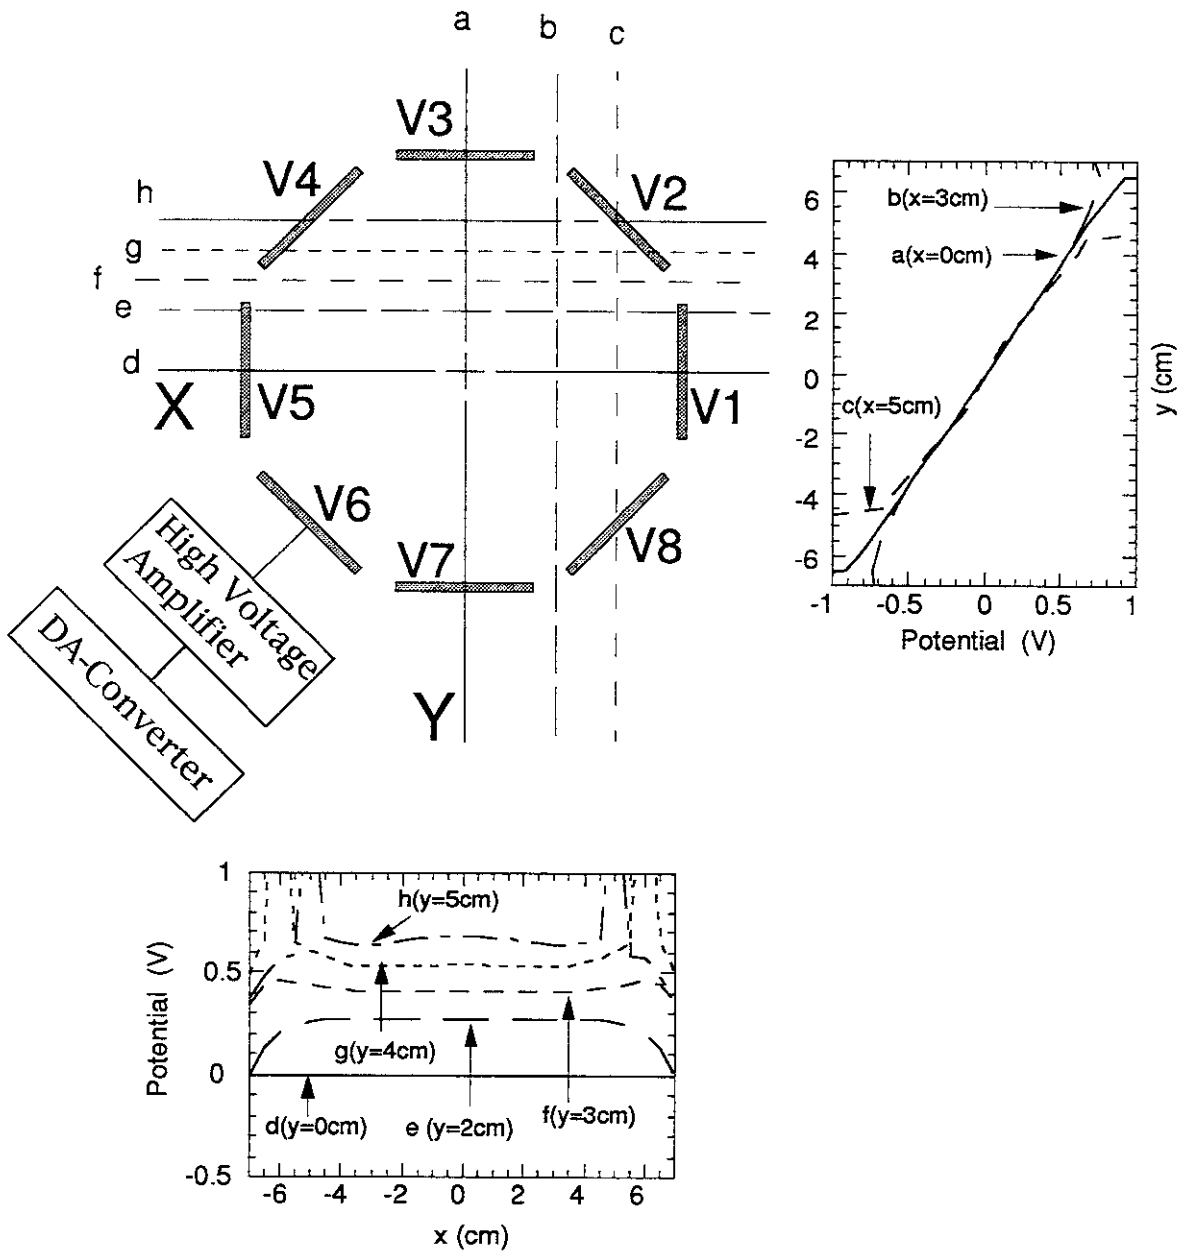 a
b
c
V3
V4
V2
h
g
f
e
d
X
V5
V1
V6
V7
V8
High Voltage
Amplifier
DA-Converter
Y
6
4
2
0
-2
-4
-6
b(x=3cm)
a(x=0cm)
c(x=5cm)
y (cm)
-1
-0.5
0
0.5
1
Potential (V)
1
0.5
0
-0.5
Potential (V)
h(y=5cm)
g(y=4cm)
d(y=0cm)
e (y=2cm)
f(y=3cm)
-6
-4
-2
0
2
4
6
x (cm)